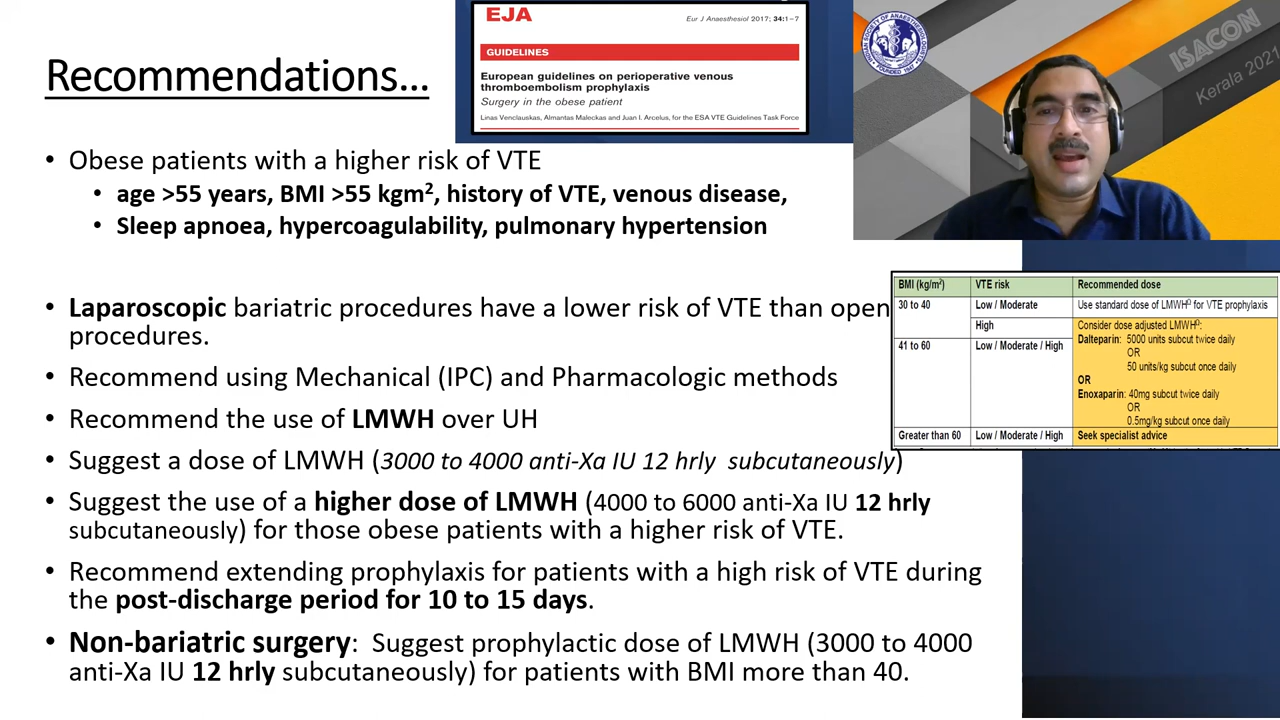 EJA
Eur J Anaesthesiol 2017; 34:1–7
GUIDELINES
European guidelines on perioperative venous
thromboembolism prophylaxis
Surgery in the obese patient
Linas Venclauskas, Almantas Maleckas and Juan I. Arcelus, for the ESA VTE Guidelines Task Force
ISACON
Kerala 2021
Recommendations...
• Obese patients with a higher risk of VTE
• age >55 years, BMI >55 kgm², history of VTE, venous disease,
• Sleep apnoea, hypercoagulability, pulmonary hypertension
• Laparoscopic bariatric procedures have a lower risk of VTE than open
procedures.
• Recommend using Mechanical (IPC) and Pharmacologic methods
• Recommend the use of LMWH over UH
• Suggest a dose of LMWH (3000 to 4000 anti-Xa IU 12 hrly subcutaneously)
• Suggest the use of a higher dose of LMWH (4000 to 6000 anti-Xa IU 12 hrly
subcutaneously) for those obese patients with a higher risk of VTE.
• Recommend extending prophylaxis for patients with a high risk of VTE during
the post-discharge period for 10 to 15 days.
• Non-bariatric surgery: Suggest prophylactic dose of LMWH (3000 to 4000
anti-Xa IU 12 hrly subcutaneously) for patients with BMI more than 40.
BMI (kg/m²) VTE risk Recommended dose
30 to 40 Low / Moderate Use standard dose of LMWH for VTE prophylaxis
High Consider dose adjusted LMWH:
41 to 60 Low / Moderate / High Dalteparin: 5000 units subcut twice daily
OR
50 units/kg subcut once daily
OR
Enoxaparin: 40mg subcut twice daily
OR
0.5mg/kg subcut once daily
Greater than 60 Low / Moderate / High Seek specialist advice